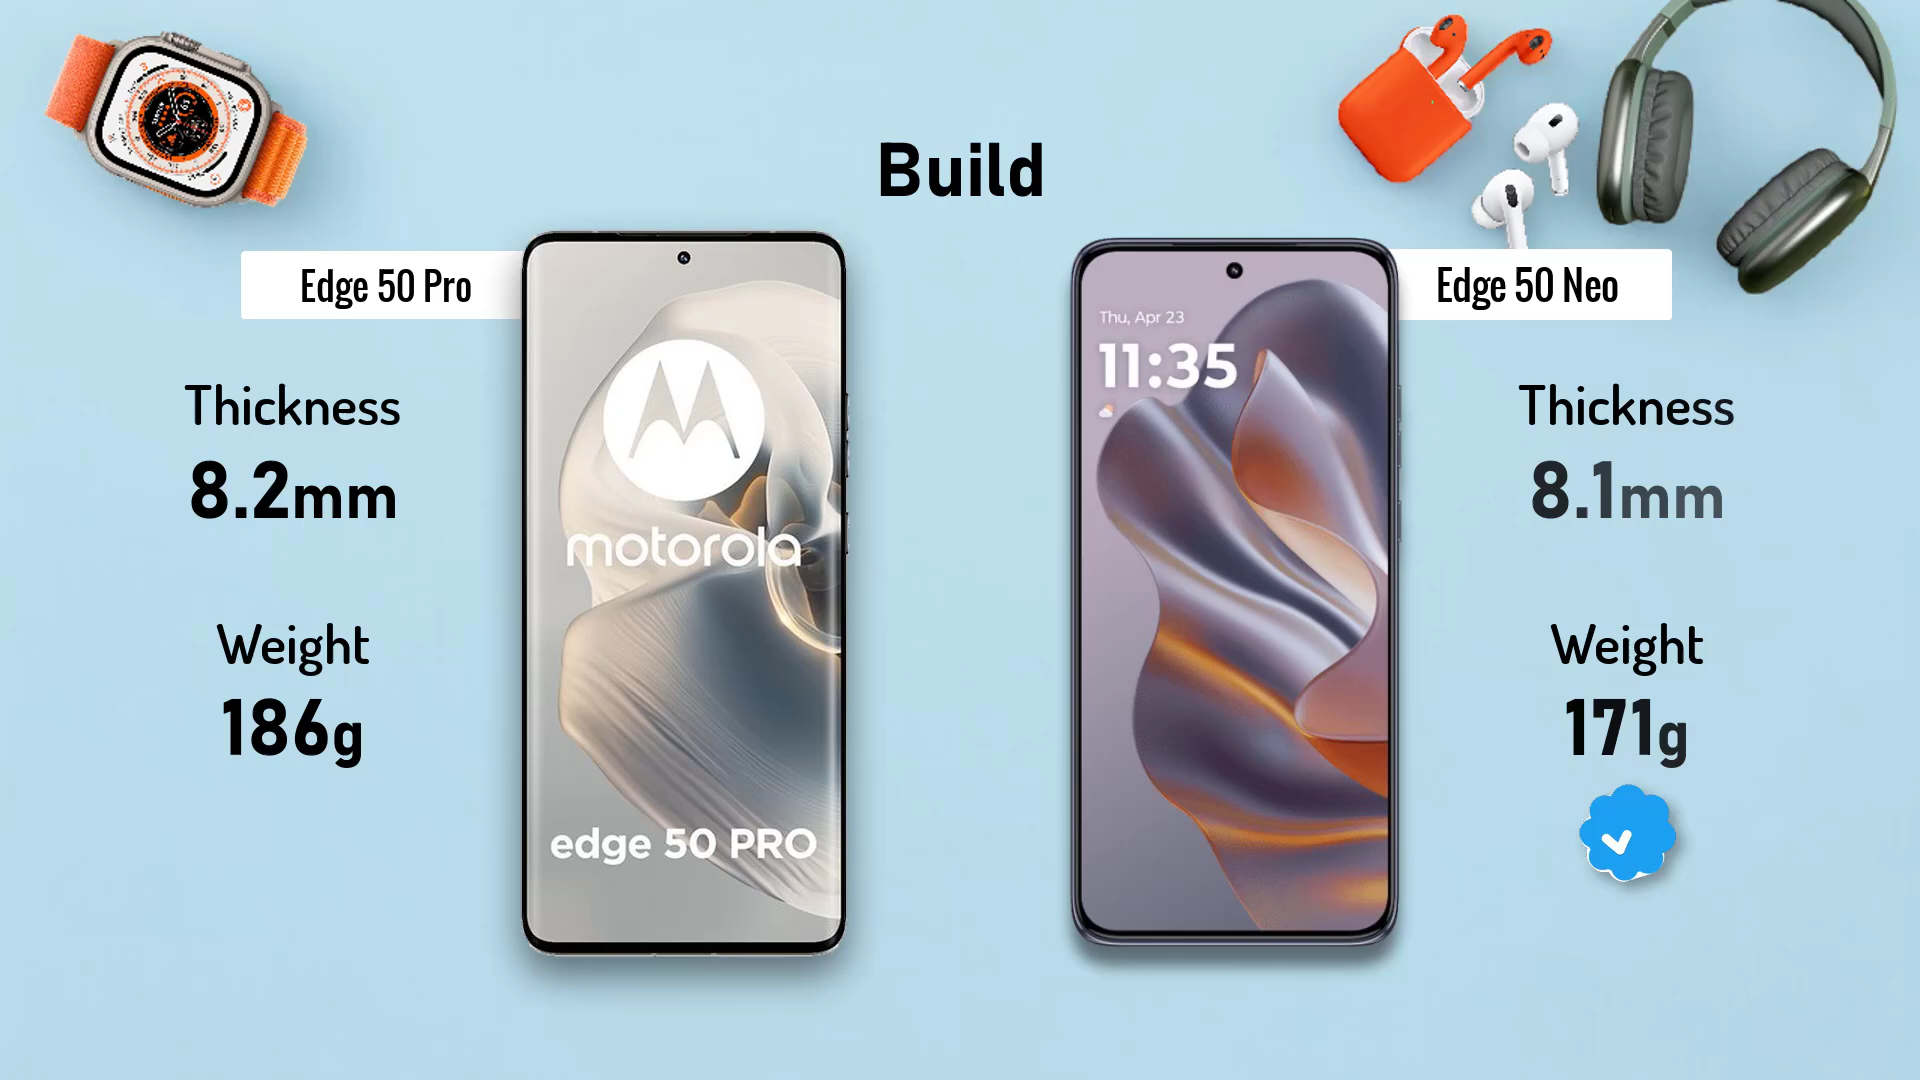 Build
Edge 50 Pro
Thickness
8.2mm
Weight
186g
motorola
edge 50 PRO
Edge 50 Neo
Thu, Apr 23
11:35
Thickness
8.1mm
Weight
171g